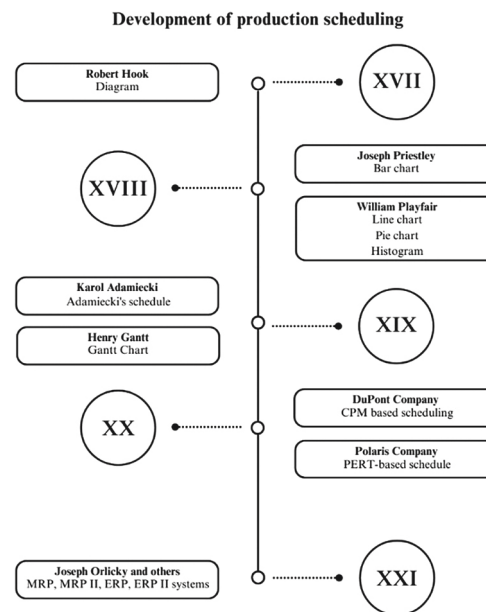 Development of production scheduling
Robert Hook
Diagram
XVII
Joseph Priestley
Bar chart
XVIII
William Playfair
Line chart
Pie chart
Histogram
Karol Adamiecki
Adamiecki's schedule
XIX
Henry Gantt
Gantt Chart
DuPont Company
CPM based scheduling
XX
Polaris Company
PERT-based schedule
Joseph Orlicky and others
MRP, MRP II, ERP, ERP II systems
XXI